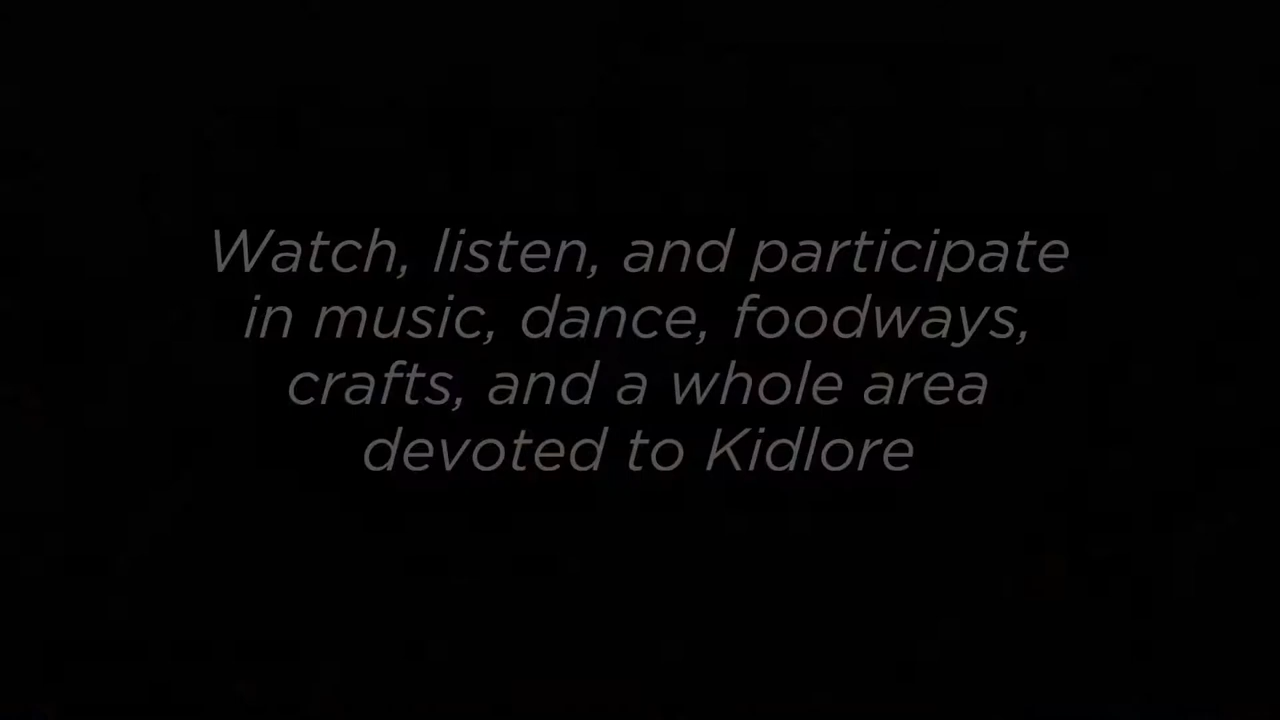 Watch, listen, and participate
in music, dance, foodways,
crafts, and a whole area
devoted to Kidlore